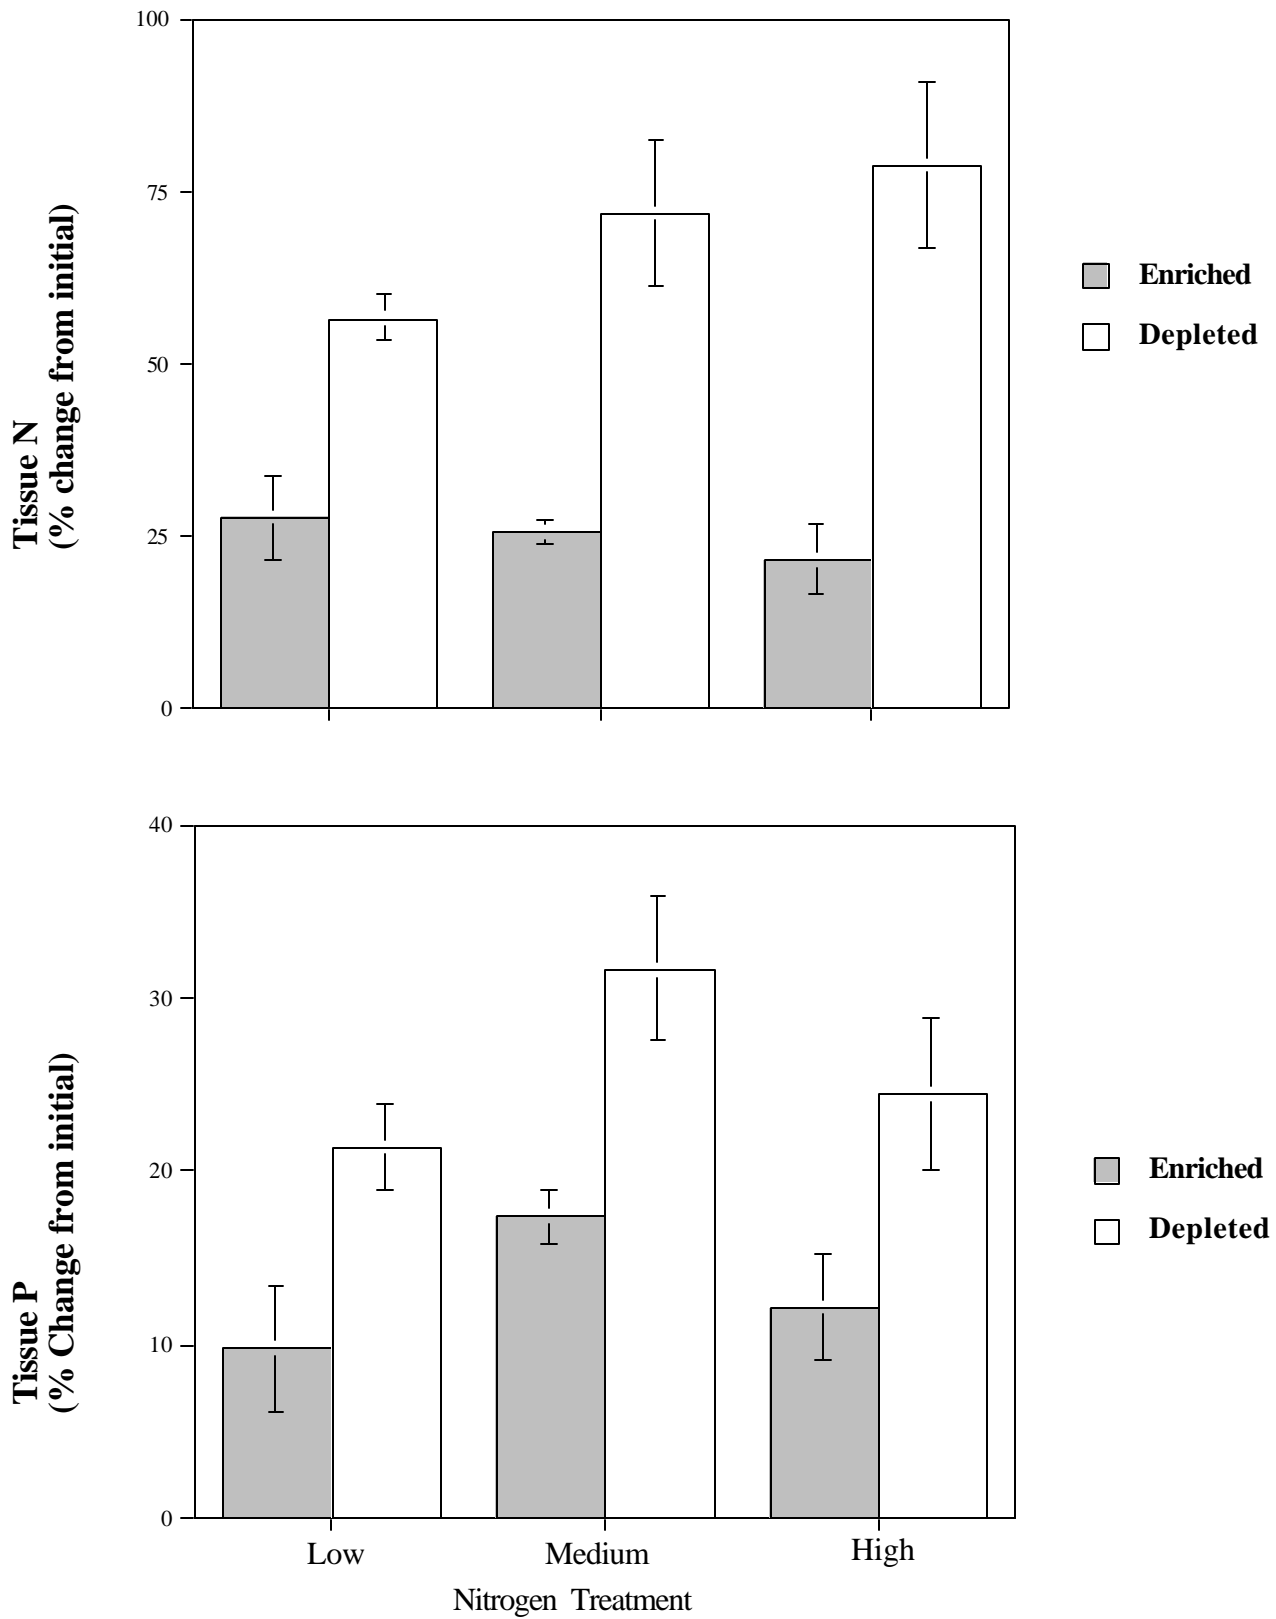 100
75
50
25
0
Tissue N
(% change from initial)
Enriched
Depleted
40
30
20
10
0
Tissue P
(% Change from initial)
Enriched
Depleted
Low Medium High
Nitrogen Treatment